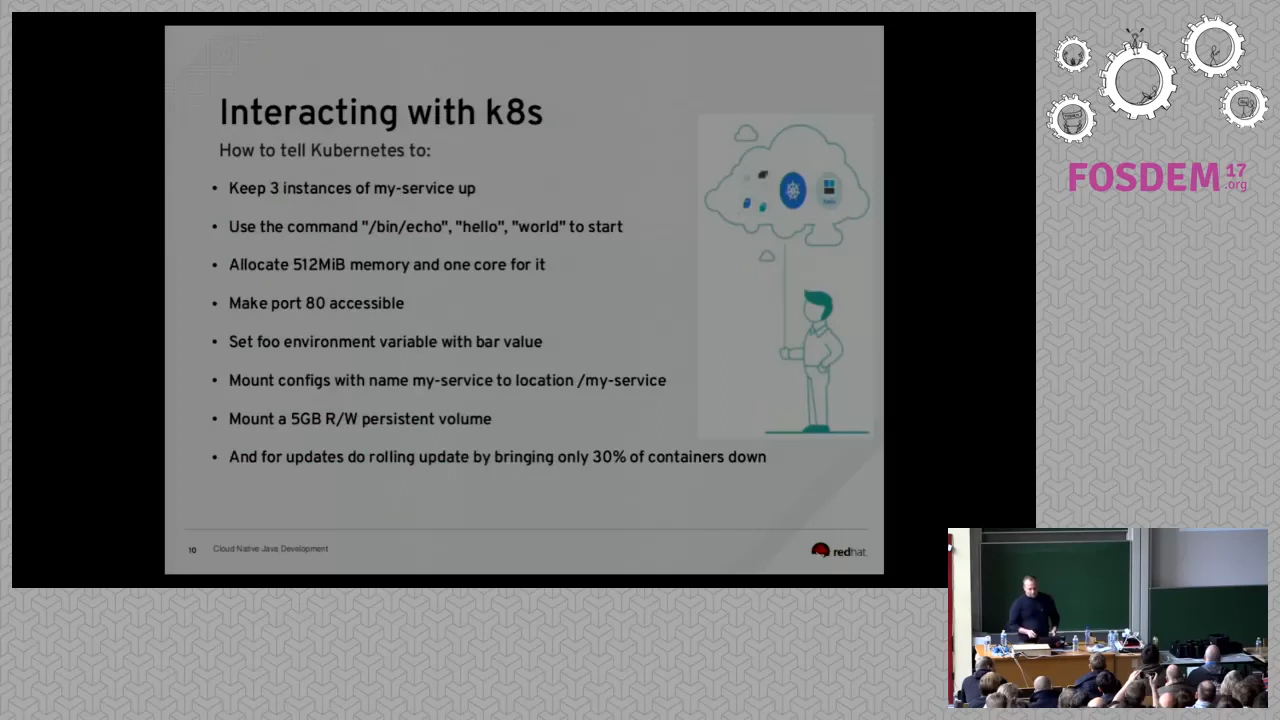 Interacting with k8s
How to tell Kubernetes to:
• Keep 3 instances of my-service up
• Use the command "/bin/echo", "hello", "world" to start
• Allocate 512MiB memory and one core for it
• Make port 80 accessible
• Set foo environment variable with bar value
• Mount configs with name my-service to location /my-service
• Mount a 5GB R/W persistent volume
• And for updates do rolling update by bringing only 30% of containers down
10 Cloud Native Java Development
redhat.
FOSDEM 17 .org